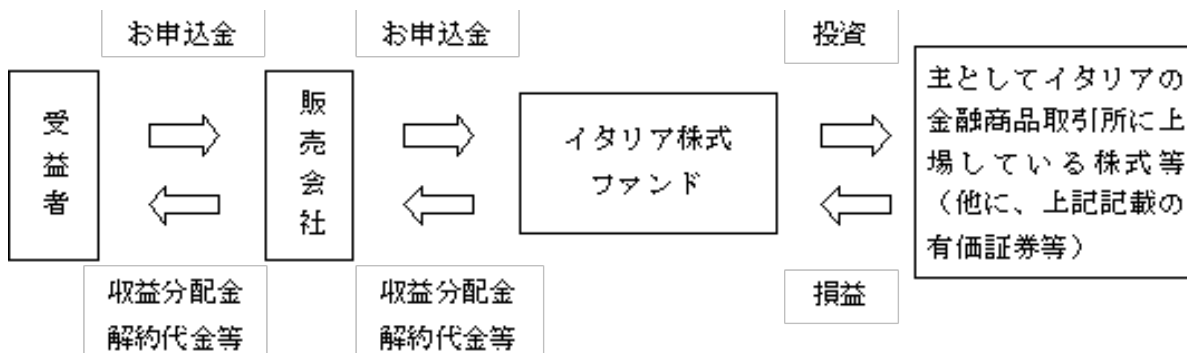 お申込金
お申込金
投資
受益者
販売会社
イタリア株式
ファンド
主としてイタリアの
金融商品取引所に上
場している株式等
（他に、上記記載の
有価証券等）
収益分配金
解約代金等
収益分配金
解約代金等
損益